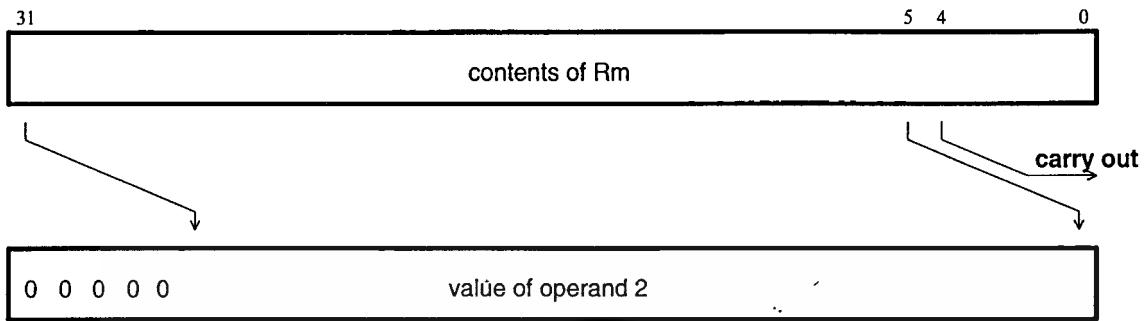 31 5 4 0
contents of Rm
carry out
0 0 0 0 0 value of operand 2